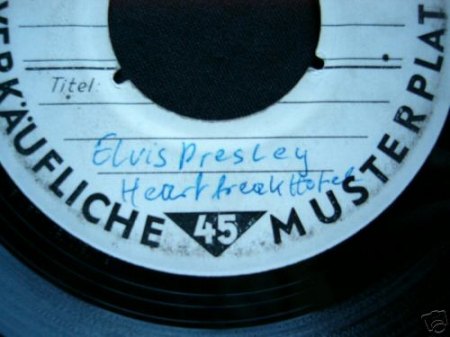 VERKÄUFLICHE MUSTERPLAT
Titel:
Elvis Presley
Heartbreak Hotel
45